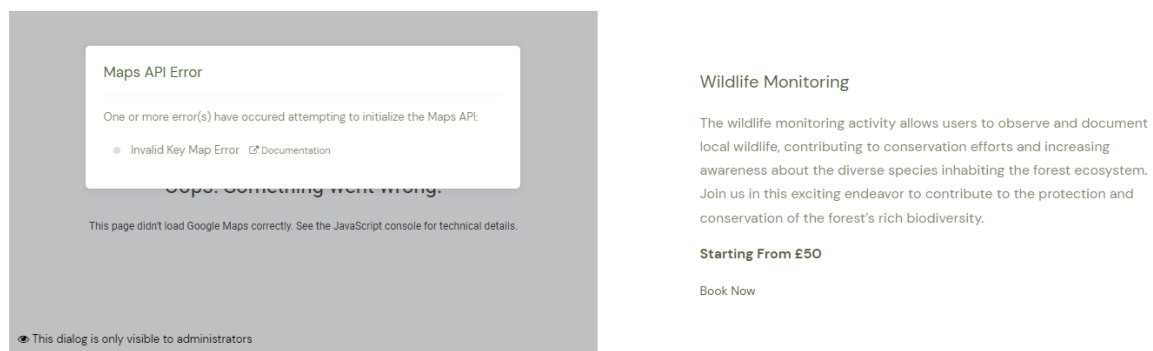 Maps API Error
One or more error(s) have occured attempting to initialize the Maps API:
Invalid Key Map Error Documentation
Oops! Something went wrong.
This page didn't load Google Maps correctly. See the JavaScript console for technical details.
This dialog is only visible to administrators
Wildlife Monitoring
The wildlife monitoring activity allows users to observe and document
local wildlife, contributing to conservation efforts and increasing
awareness about the diverse species inhabiting the forest ecosystem.
Join us in this exciting endeavor to contribute to the protection and
conservation of the forest's rich biodiversity.
Starting From £50
Book Now